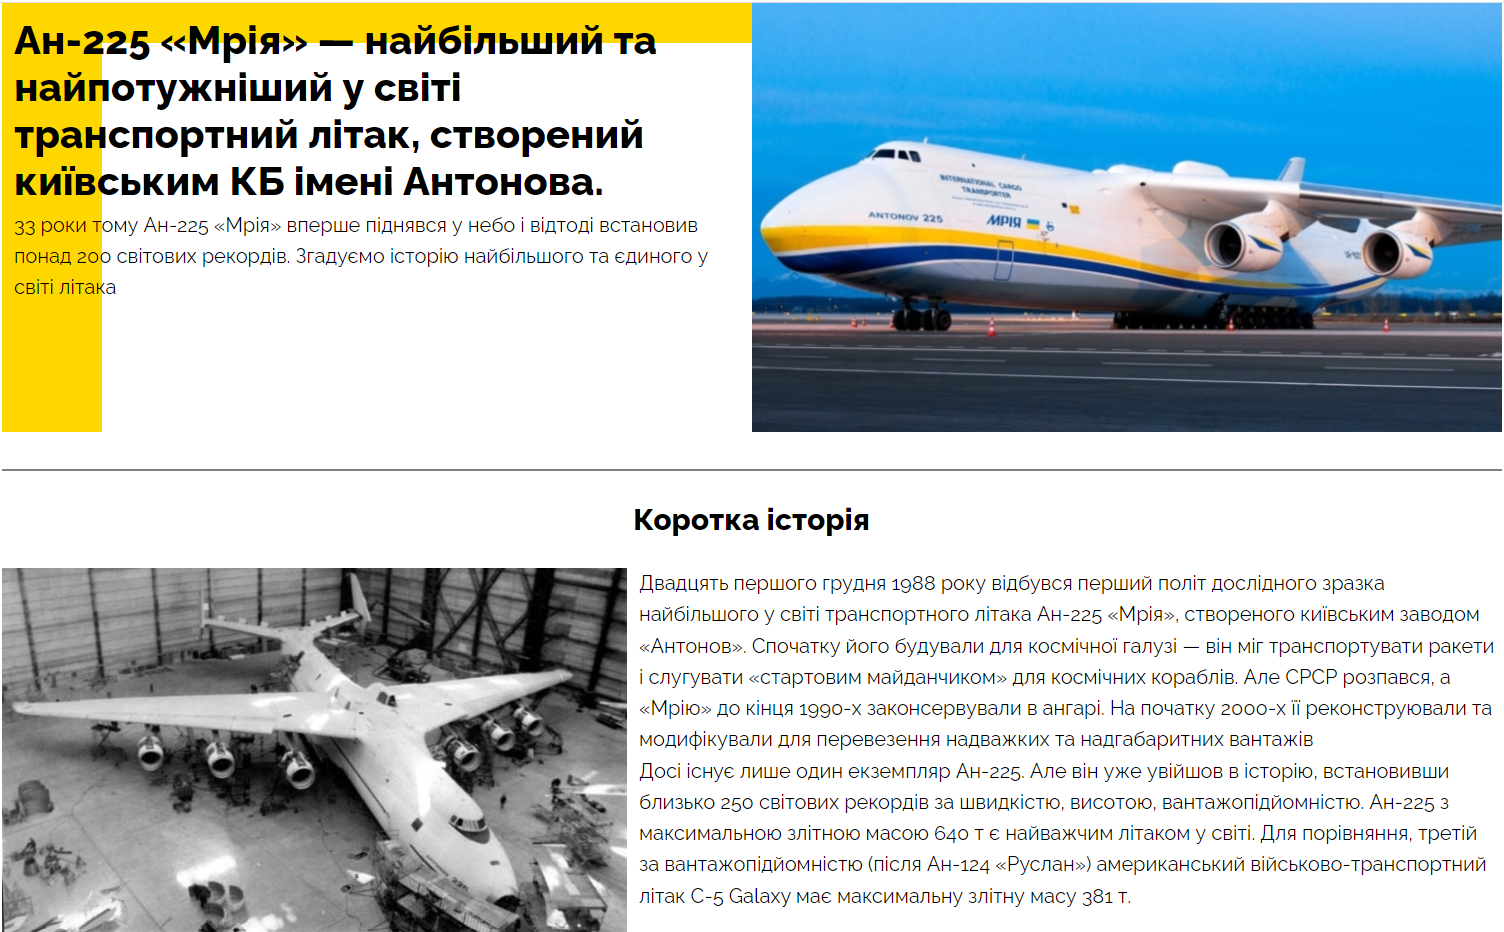 Ан-225 «Мрія» — найбільший та
найпотужніший у світі
транспортний літак, створений
київським КБ імені Антонова.
33 роки тому Ан-225 «Мрія» вперше піднявся у небо і відтоді встановив
понад 200 світових рекордів. Згадуємо історію найбільшого та єдиного у
світі літака
INTERNATIONAL CARGO
TRANSPORTER
ANTONOV 225
МРІЯ
Коротка історія
Двадцять першого грудня 1988 року відбувся перший політ дослідного зразка
найбільшого у світі транспортного літака Ан-225 «Мрія», створеного київським заводом
«Антонов». Спочатку його будували для космічної галузі — він міг транспортувати ракети
і слугувати «стартовим майданчиком» для космічних кораблів. Але СРСР розпався, а
«Мрію» до кінця 1990-х законсервували в ангарі. На початку 2000-х її реконструювали та
модифікували для перевезення надважких та надгабаритних вантажів
Досі існує лише один екземпляр Ан-225. Але він уже увійшов в історію, встановивши
близько 250 світових рекордів за швидкістю, висотою, вантажопідйомністю. Ан-225 з
максимальною злітною масою 640 т є найважчим літаком у світі. Для порівняння, третій
за вантажопідйомністю (після Ан-124 «Руслан») американський військово-транспортний
літак C-5 Galaxy має максимальну злітну масу 381 т.